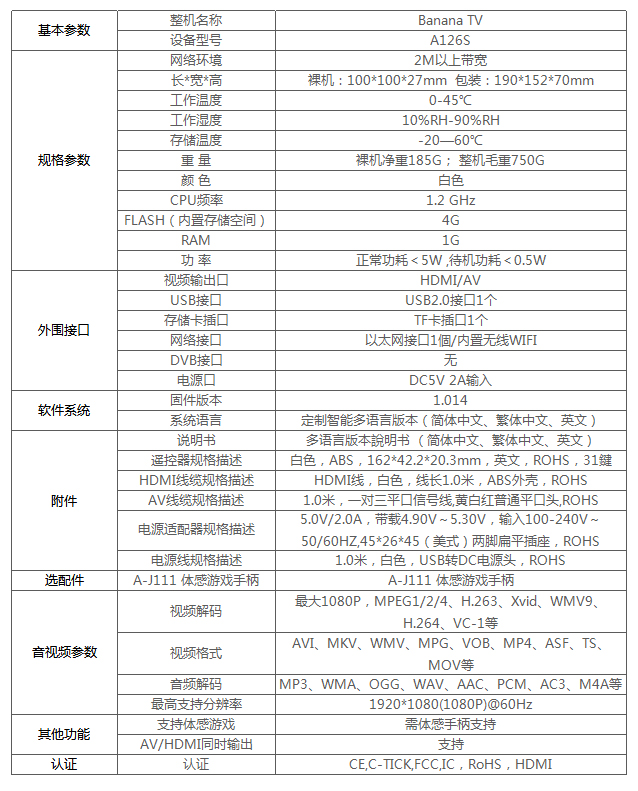 基本参数
整机名称 Banana TV
设备型号 A126S
规格参数
网络环境 2M以上带宽
长*宽*高 裸机：100*100*27mm 包装：190*152*70mm
工作温度 0-45℃
工作湿度 10%RH-90%RH
存储温度 -20—60℃
重 量 裸机净重185G； 整机毛重750G
颜 色 白色
CPU频率 1.2 GHz
FLASH（内置存储空间） 4G
RAM 1G
功 率 正常功耗＜5W ,待机功耗＜0.5W
外围接口
视频输出口 HDMI/AV
USB接口 USB2.0接口1个
存储卡插口 TF卡插口1个
网络接口 以太网接口1個/内置无线WIFI
DVB接口 无
电源口 DC5V 2A输入
软件系统
固件版本 1.014
系统语言 定制智能多语言版本（简体中文、繁体中文、英文）
附件
说明书 多语言版本說明书 （简体中文、繁体中文、英文）
遥控器规格描述 白色，ABS，162*42.2*20.3mm，英文，ROHS，31鍵
HDMI线缆规格描述 HDMI线，白色，线长1.0米，ABS外壳，ROHS
AV线缆规格描述 1.0米，一对三平口信号线,黄白红普通平口头,ROHS
电源适配器规格描述 5.0V/2.0A，带载4.90V～5.30V，输入100-240V～
50/60HZ,45*26*45（美式）两脚扁平插座，ROHS
电源线规格描述 1.0米，白色，USB转DC电源头，ROHS
选配件 A-J111 体感游戏手柄 A-J111 体感游戏手柄
音视频参数
视频解码 最大1080P，MPEG1/2/4、H.263、Xvid、WMV9、
H.264、VC-1等
视频格式 AVI、MKV、WMV、MPG、VOB、MP4、ASF、TS、
MOV等
音频解码 MP3、WMA、OGG、WAV、AAC、PCM、AC3、M4A等
最高支持分辨率 1920*1080(1080P)@60Hz
其他功能
支持体感游戏 需体感手柄支持
AV/HDMI同时输出 支持
认证 认证 CE,C-TICK,FCC,IC，RoHS，HDMI